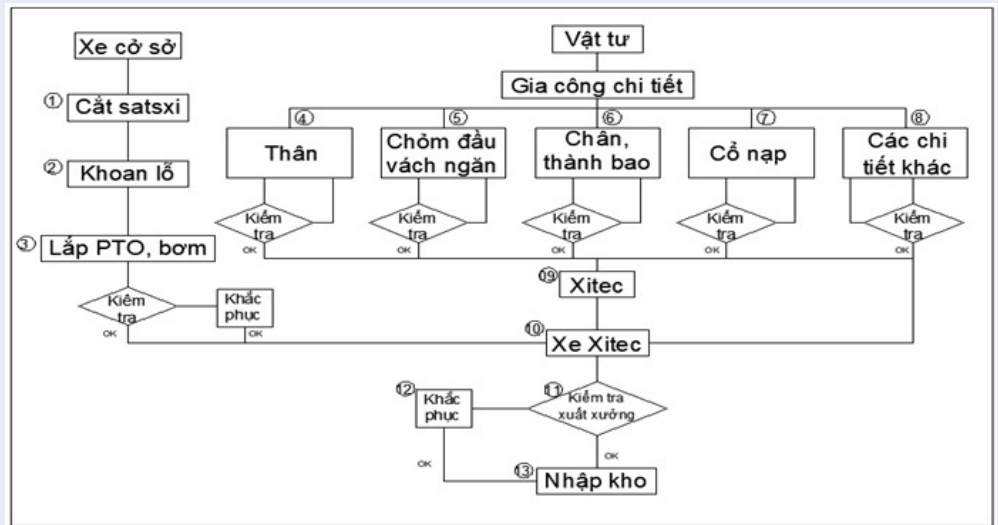 Xe cở sở
① Cắt satsxi
② Khoan lỗ
③ Lắp PTO, bơm
Kiểm
tra
OK
Khắc
phục
OK
Vật tư
Gia công chi tiết
④
Thân
Kiểm
tra
OK
⑤
Chỏm đầu
vách ngăn
Kiểm
tra
OK
⑥
Chân,
thành bao
Kiểm
tra
OK
⑦
Cổ nạp
Kiểm
tra
OK
⑧
Các chi
tiết khác
Kiểm
tra
OK
09 Xitec
⑩ Xe Xitec
⑪
Kiểm tra
xuất xưởng
OK
⑫ Khắc
phục
OK
⑬ Nhập kho